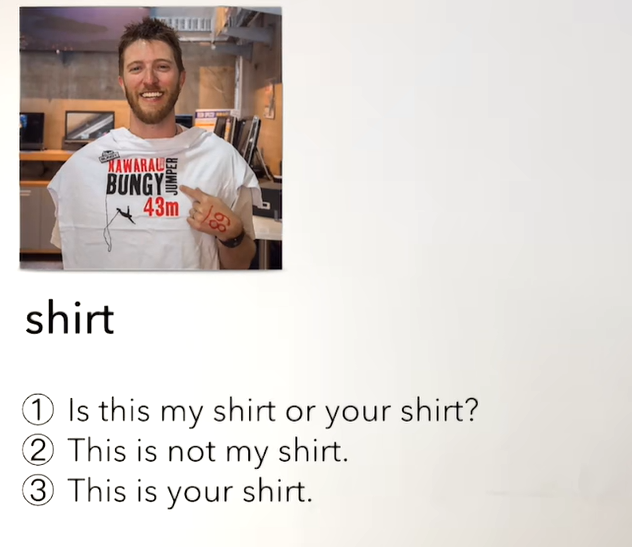 KAWARAU
BUNGY
JUMPER
43m
shirt
① Is this my shirt or your shirt?
② This is not my shirt.
③ This is your shirt.